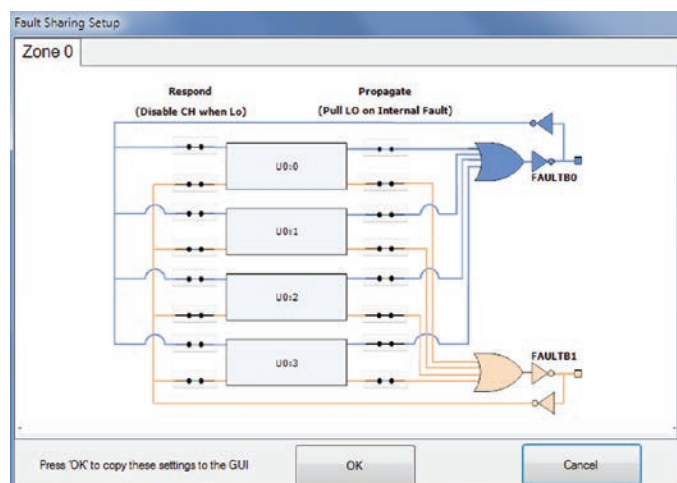 Fault Sharing Setup
Zone 0
Respond
(Disable CH when Lo)
Propagate
(Pull LO on Internal Fault)
U0:0
FAULTB0
U0:1
U0:2
U0:3
FAULTB1
Press 'OK' to copy these settings to the GUI
OK
Cancel